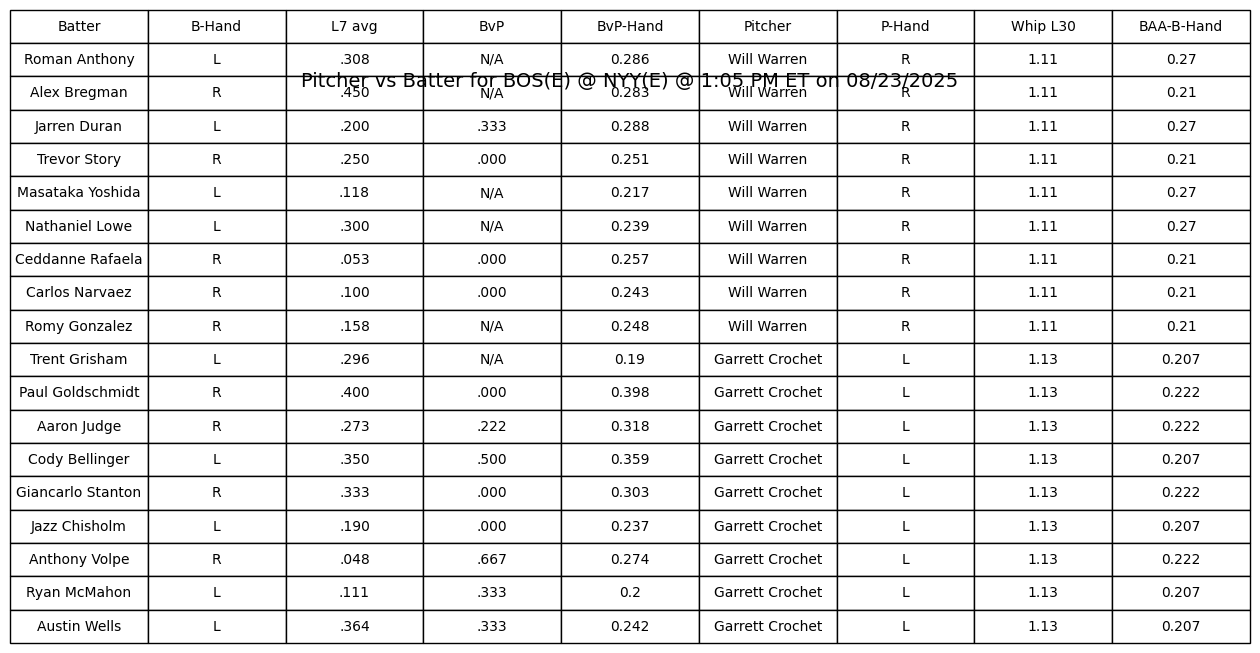 Batter B-Hand L7 avg BvP BvP-Hand Pitcher P-Hand Whip L30 BAA-B-Hand
Roman Anthony L .308 N/A 0.286 Will Warren R 1.11 0.27
Pitcher vs Batter for BOS(E) @ NYY(E) @ 1:05 PM ET on 08/23/2025
Alex Bregman R .450 N/A 0.283 Will Warren R 1.11 0.21
Jarren Duran L .200 .333 0.288 Will Warren R 1.11 0.27
Trevor Story R .250 .000 0.251 Will Warren R 1.11 0.21
Masataka Yoshida L .118 N/A 0.217 Will Warren R 1.11 0.27
Nathaniel Lowe L .300 N/A 0.239 Will Warren R 1.11 0.27
Ceddanne Rafaela R .053 .000 0.257 Will Warren R 1.11 0.21
Carlos Narvaez R .100 .000 0.243 Will Warren R 1.11 0.21
Romy Gonzalez R .158 N/A 0.248 Will Warren R 1.11 0.21
Trent Grisham L .296 N/A 0.19 Garrett Crochet L 1.13 0.207
Paul Goldschmidt R .400 .000 0.398 Garrett Crochet L 1.13 0.222
Aaron Judge R .273 .222 0.318 Garrett Crochet L 1.13 0.222
Cody Bellinger L .350 .500 0.359 Garrett Crochet L 1.13 0.207
Giancarlo Stanton R .333 .000 0.303 Garrett Crochet L 1.13 0.222
Jazz Chisholm L .190 .000 0.237 Garrett Crochet L 1.13 0.207
Anthony Volpe R .048 .667 0.274 Garrett Crochet L 1.13 0.222
Ryan McMahon L .111 .333 0.2 Garrett Crochet L 1.13 0.207
Austin Wells L .364 .333 0.242 Garrett Crochet L 1.13 0.207